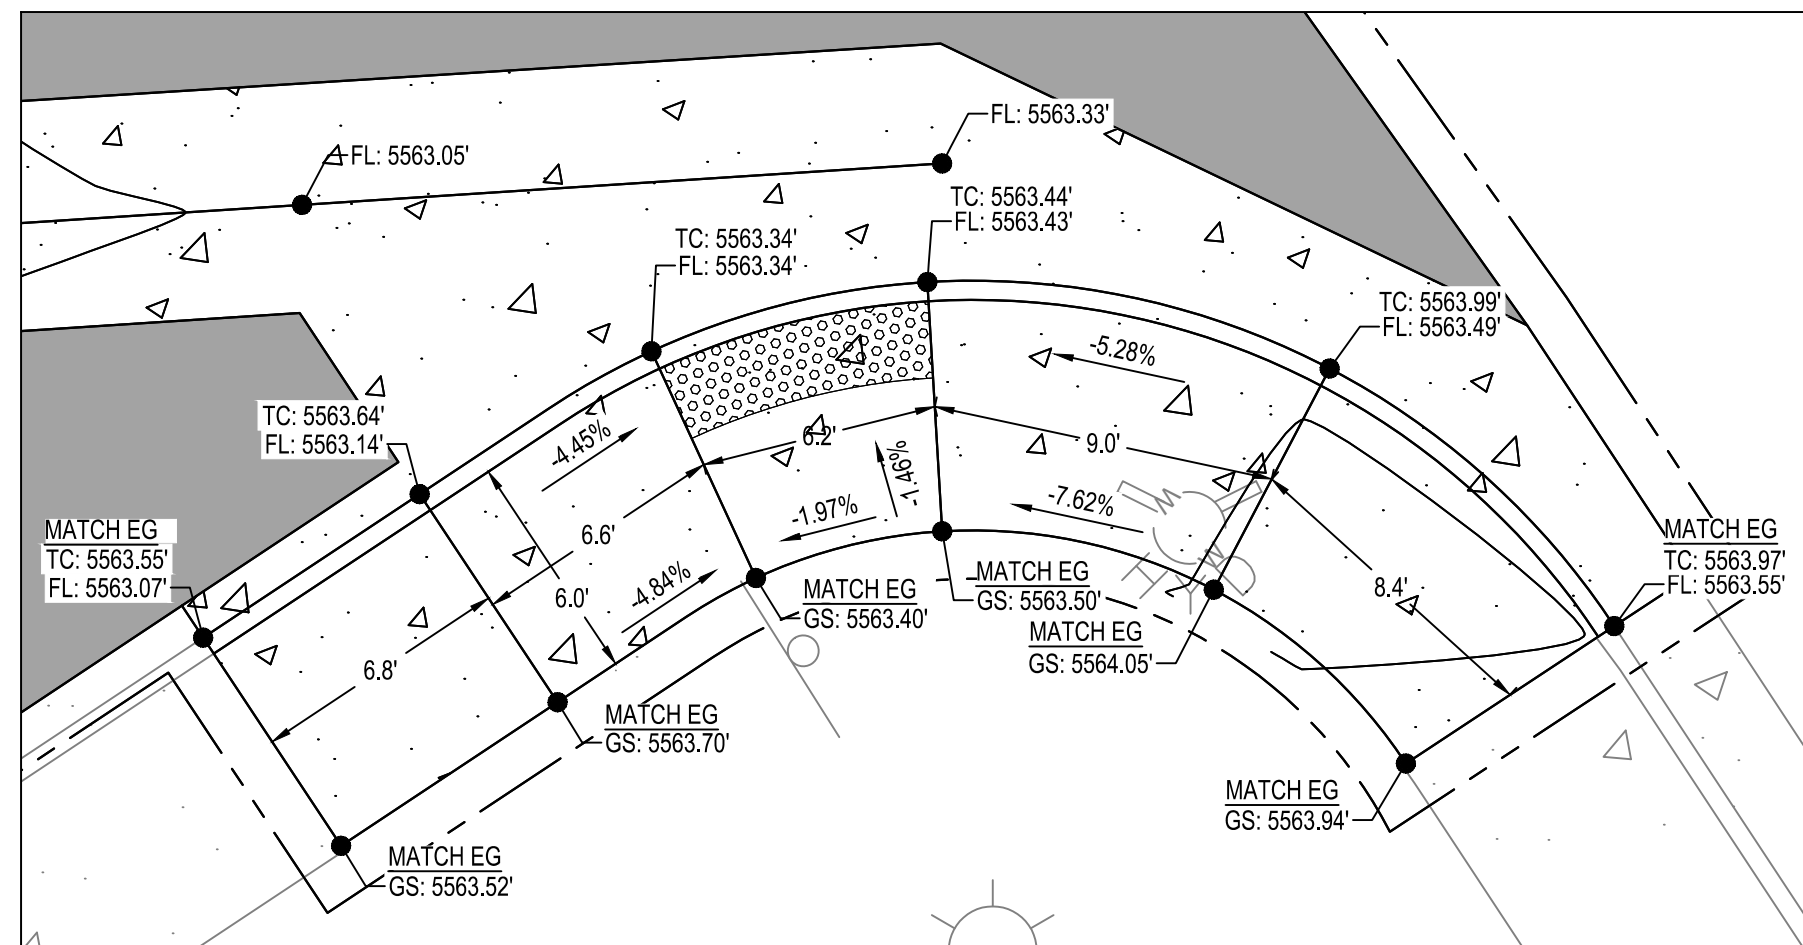 FL: 5563.33'
FL: 5563.05'
TC: 5563.44'
FL: 5563.43'
TC: 5563.34'
FL: 5563.34'
TC: 5563.99'
FL: 5563.49'
-5.28%
TC: 5563.64'
FL: 5563.14'
-4.45%
6.2'
9.0'
-1.46%
-1.97%
-7.62%
MATCH EG
TC: 5563.55'
FL: 5563.07'
6.6'
6.0'
-4.84%
HYD
MATCH EG
TC: 5563.97'
FL: 5563.55'
MATCH EG
GS: 5563.40'
MATCH EG
GS: 5563.50'
8.4'
MATCH EG
GS: 5564.05'
6.8'
MATCH EG
GS: 5563.70'
MATCH EG
GS: 5563.94'
MATCH EG
GS: 5563.52'